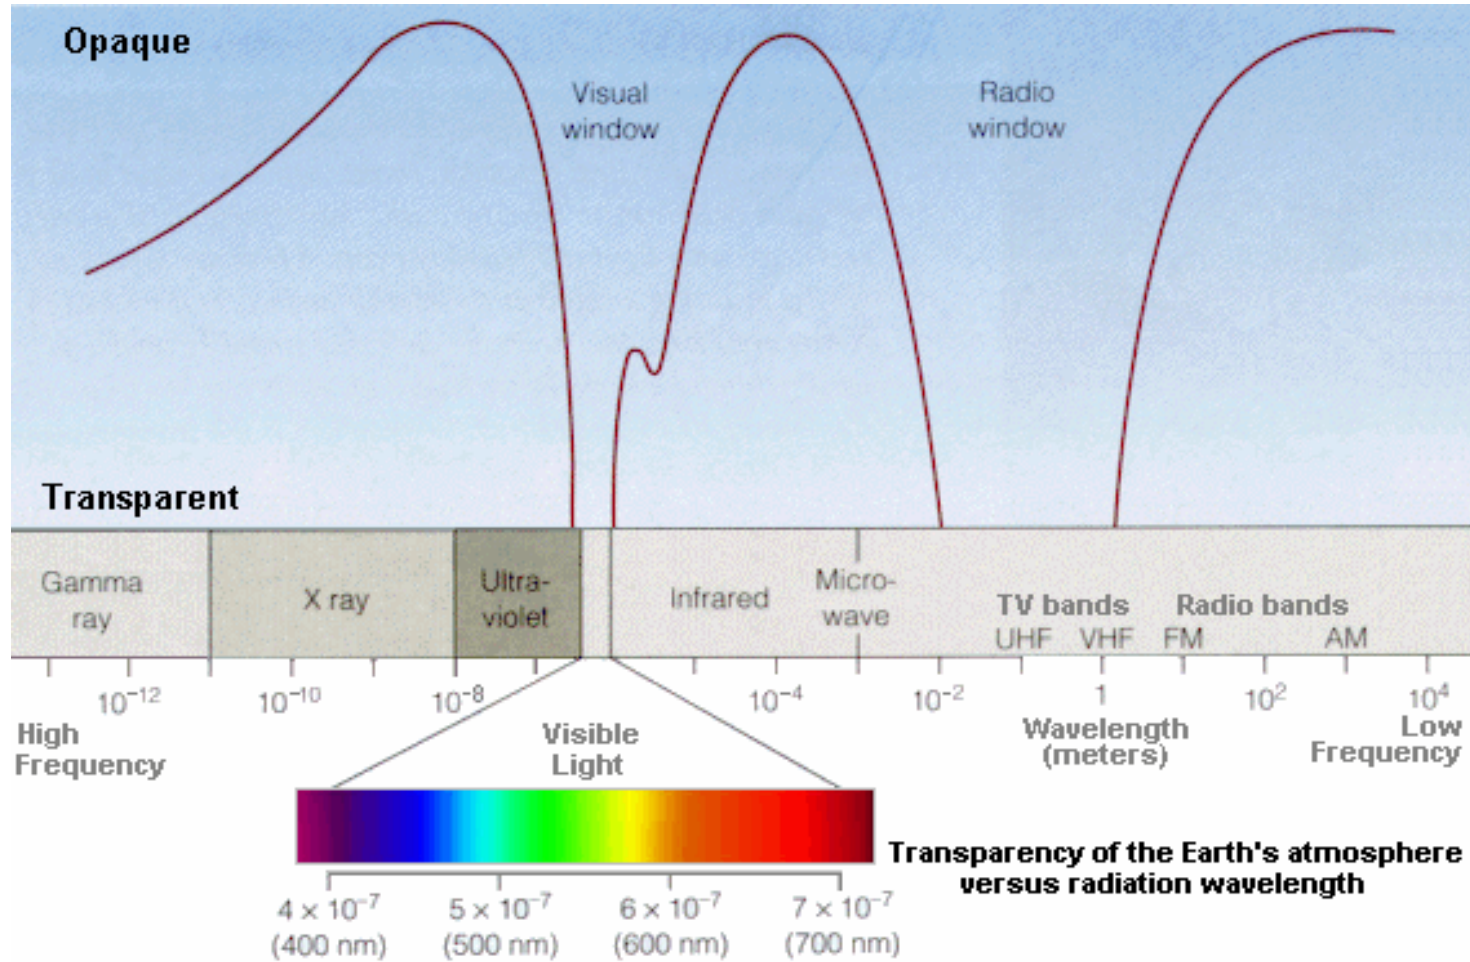 Opaque
Visual
window
Radio
window
Transparent
Gamma
ray
X ray
Ultra-
violet
Infrared
Micro-
wave
TV bands
UHF VHF
Radio bands
FM AM
10⁻¹² 10⁻¹⁰ 10⁻⁸ 10⁻⁴ 10⁻² 1 10² 10⁴
High
Frequency
Visible
Light
Wavelength
(meters)
Low
Frequency
Transparency of the Earth's atmosphere
versus radiation wavelength
4 × 10⁻⁷ 5 × 10⁻⁷ 6 × 10⁻⁷ 7 × 10⁻⁷
(400 nm) (500 nm) (600 nm) (700 nm)